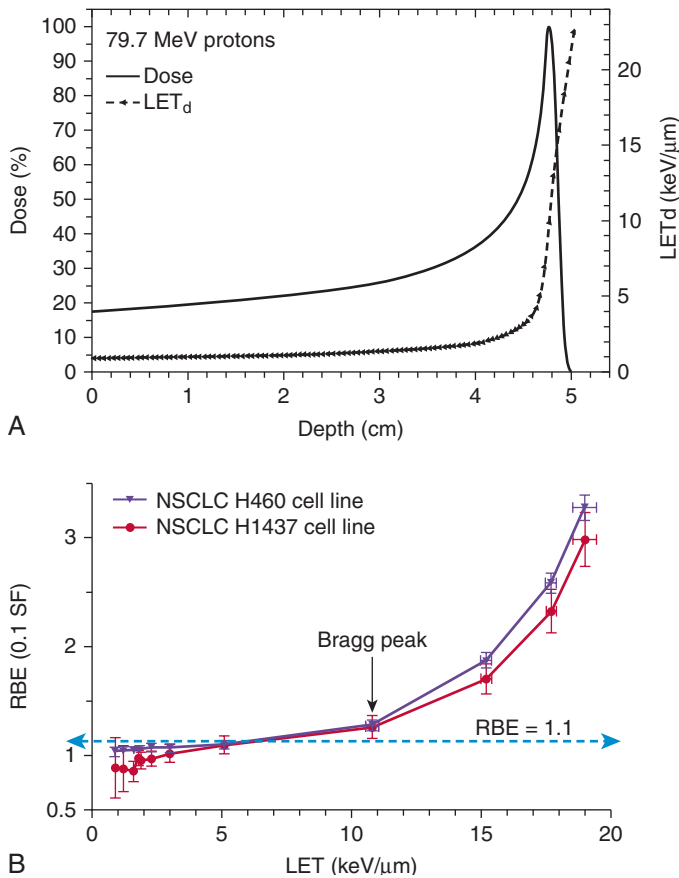 79.7 MeV protons
Dose
LETd
Dose (%)
100
90
80
70
60
50
40
30
20
10
0
LETd (keV/μm)
20
15
10
5
0
0 1 2 3 4 5
Depth (cm)
A
NSCLC H460 cell line
NSCLC H1437 cell line
Bragg peak
RBE = 1.1
RBE (0.1 SF)
3
2
1
0.5
0 5 10 15 20
LET (keV/μm)
B